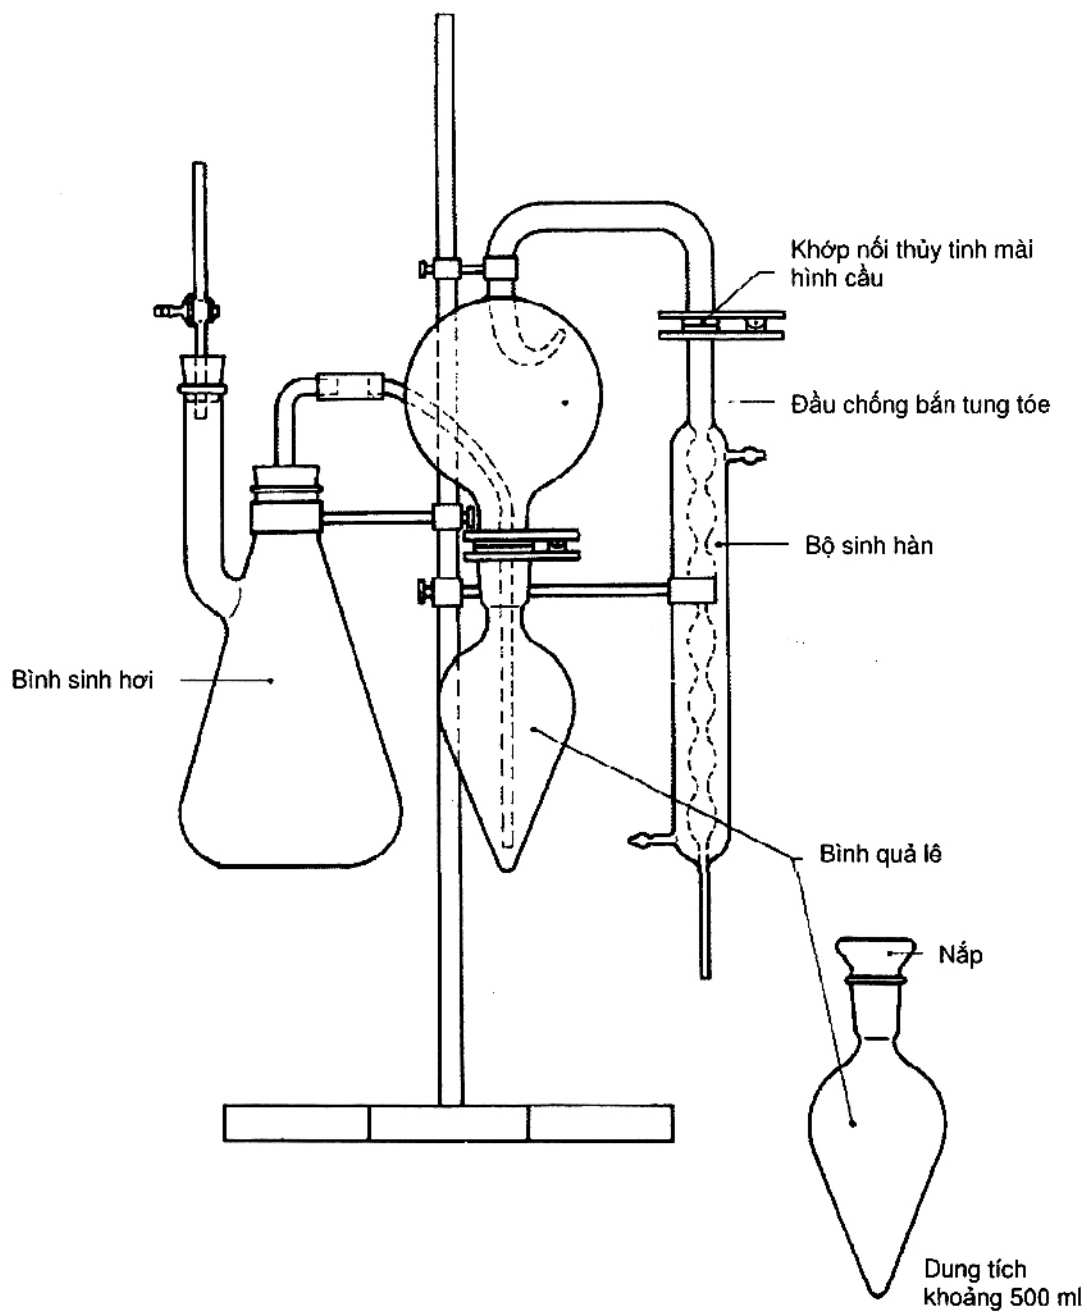 Khớp nối thủy tinh mài
hình cầu
Đầu chống bắn tung tóe
Bộ sinh hàn
Bình sinh hơi
Bình quả lê
Nắp
Dung tích
khoảng 500 ml